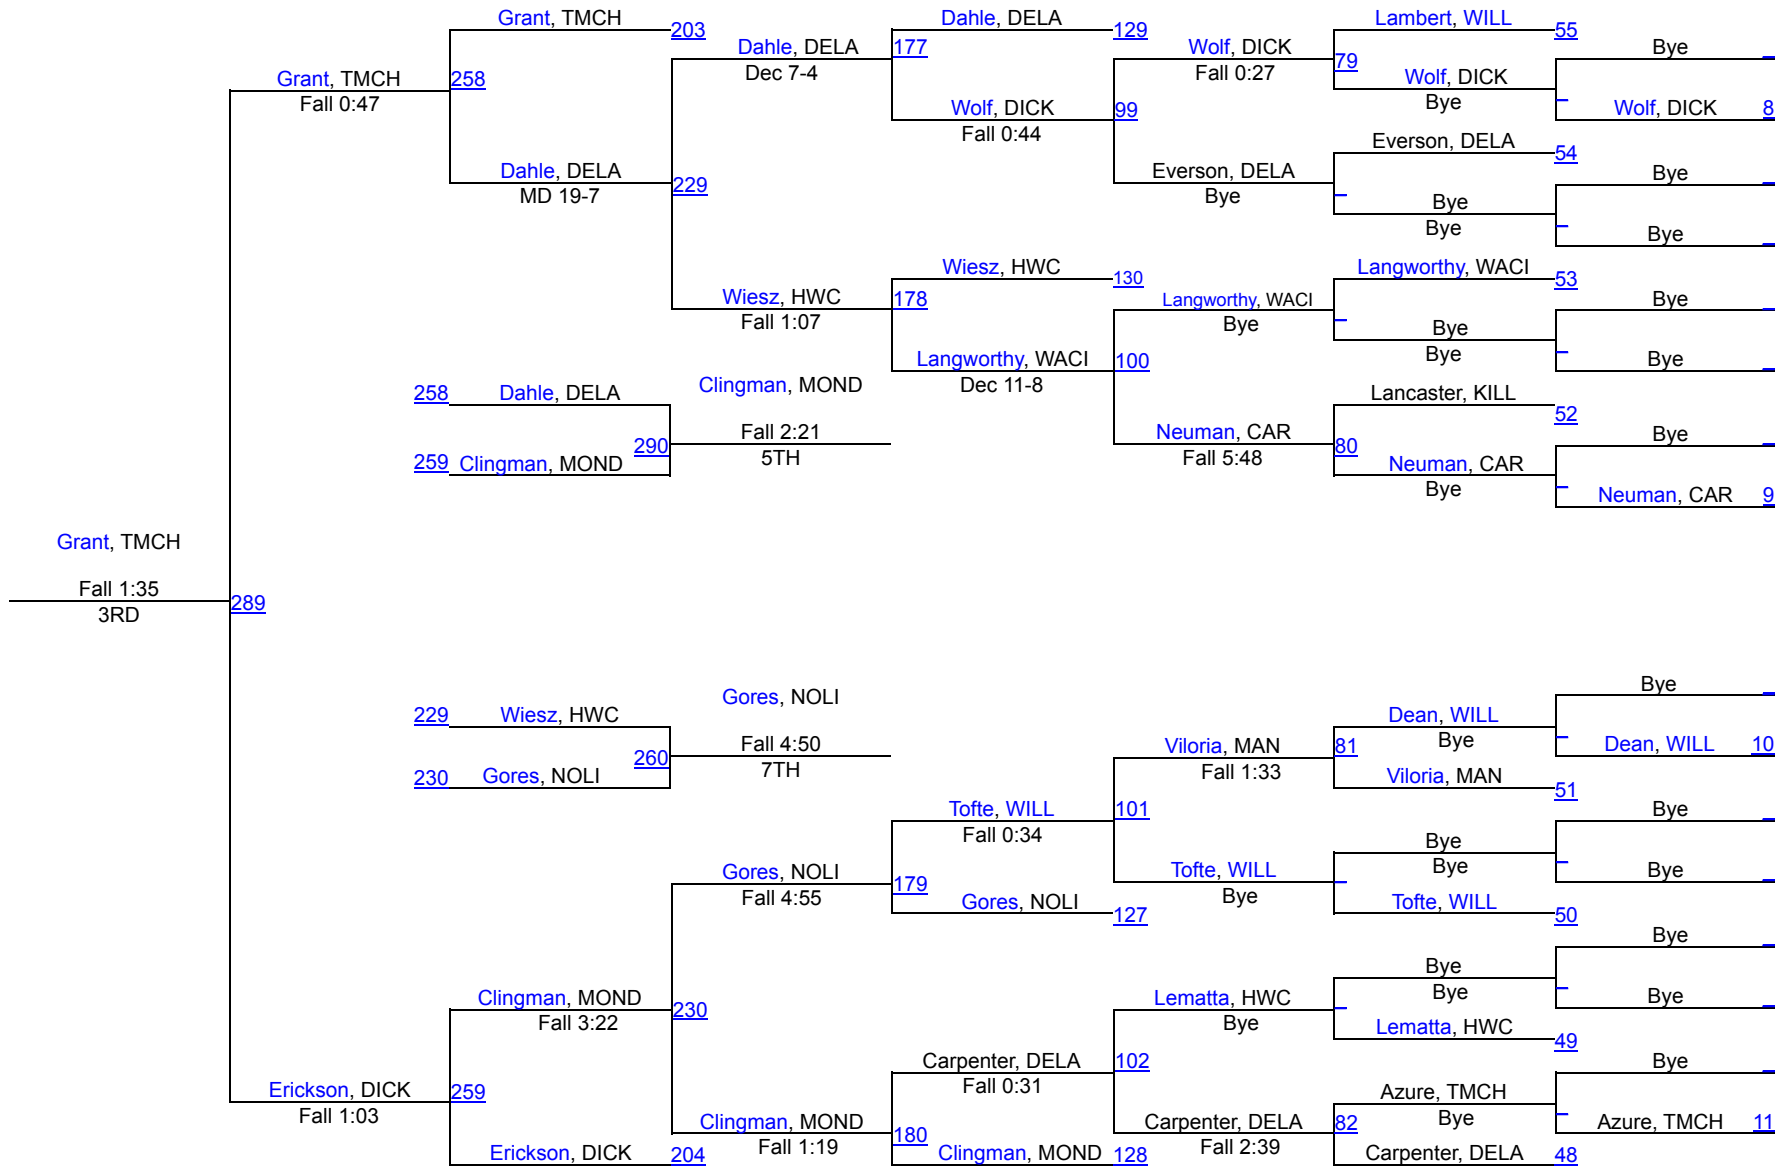 Grant, TMCH
203
Dahle, DELA
129
Lambert, WILL
55
Dahle, DELA
177
Dec 7-4
Wolf, DICK
79
Fall 0:27
Bye
Grant, TMCH
258
Fall 0:47
Wolf, DICK
Bye
Wolf, DICK
99
Fall 0:44
Wolf, DICK
8
Everson, DELA
54
Dahle, DELA
229
MD 19-7
Everson, DELA
Bye
Bye
Bye
Bye
Bye
Wiesz, HWC
130
Langworthy, WACI
53
Wiesz, HWC
178
Fall 1:07
Langworthy, WACI
Bye
Bye
Bye
Bye
Langworthy, WACI
100
Dec 11-8
Bye
258
Dahle, DELA
Clingman, MOND
Lancaster, KILL
52
290
Fall 2:21
5TH
Neuman, CAR
80
Fall 5:48
Bye
259
Clingman, MOND
Neuman, CAR
Bye
Neuman, CAR
9
Grant, TMCH
Fall 1:35
3RD
289
Gores, NOLI
Bye
229
Wiesz, HWC
Dean, WILL
Bye
260
Fall 4:50
7TH
Viloria, MAN
81
Fall 1:33
Dean, WILL
10
230
Gores, NOLI
Viloria, MAN
51
Tofte, WILL
101
Fall 0:34
Bye
Bye
Bye
Gores, NOLI
179
Fall 4:55
Tofte, WILL
Bye
Bye
Gores, NOLI
127
Tofte, WILL
50
Bye
Bye
Bye
Clingman, MOND
230
Fall 3:22
Lematta, HWC
Bye
Bye
Lematta, HWC
49
Carpenter, DELA
102
Fall 0:31
Bye
Erickson, DICK
259
Fall 1:03
Azure, TMCH
Bye
Clingman, MOND
180
Fall 1:19
Carpenter, DELA
82
Fall 2:39
Azure, TMCH
11
Erickson, DICK
204
Clingman, MOND
128
Carpenter, DELA
48